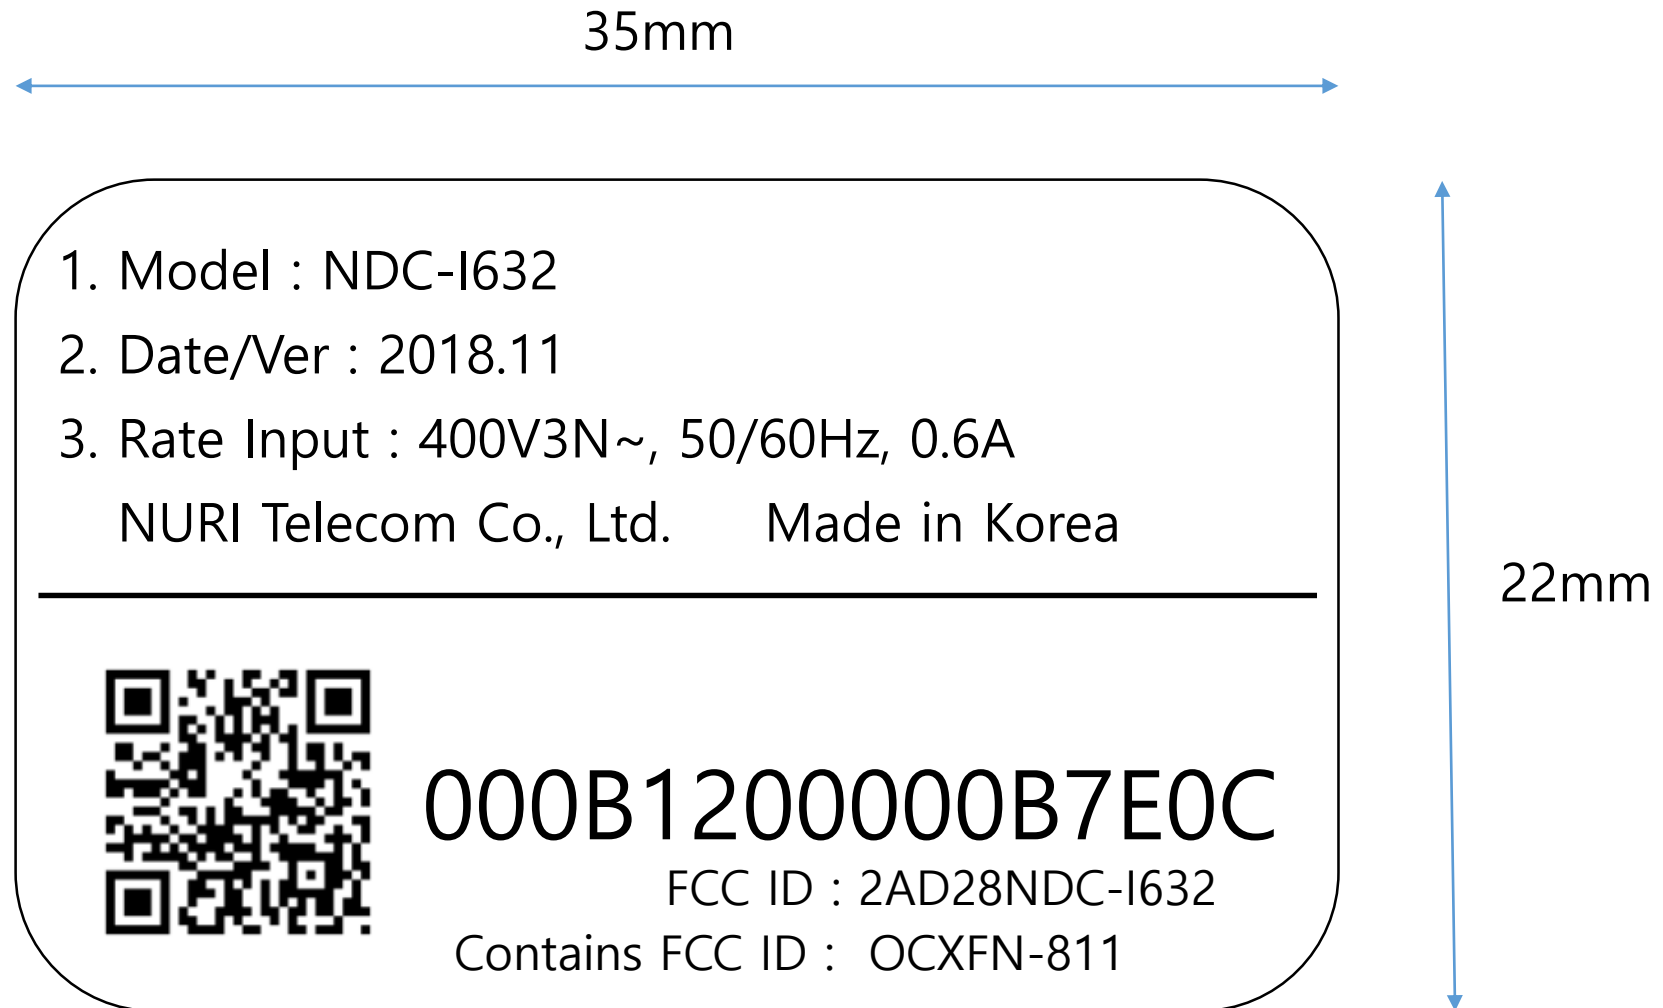 35mm
1. Model : NDC-I632
2. Date/Ver : 2018.11
3. Rate Input : 400V3N~, 50/60Hz, 0.6A
NURI Telecom Co., Ltd. Made in Korea
22mm
000B1200000B7E0C
FCC ID : 2AD28NDC-I632
Contains FCC ID : OCXFN-811